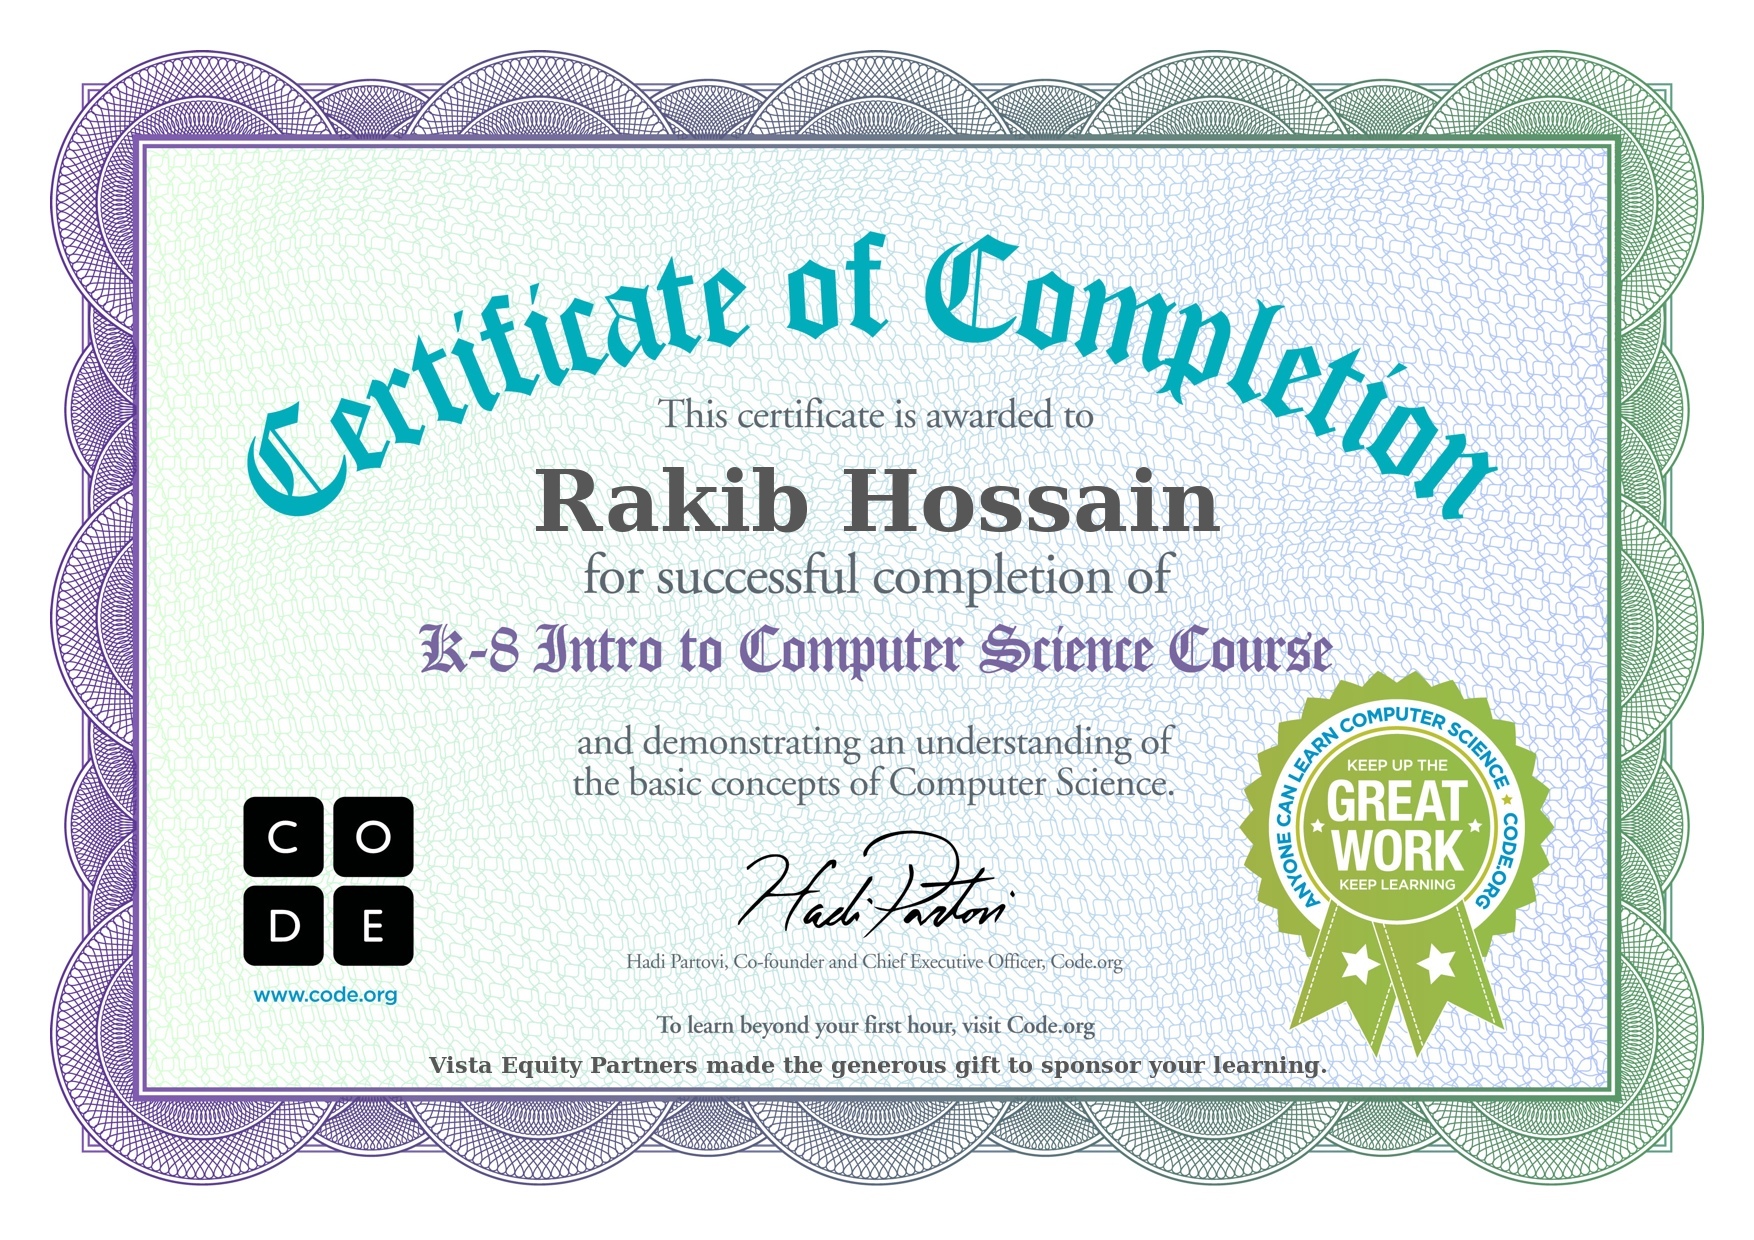 Certificate of Completion
This certificate is awarded to
Rakib Hossain
for successful completion of
K-8 Intro to Computer Science Course
and demonstrating an understanding of
the basic concepts of Computer Science.
C O
D E
www.code.org
Hadi Partovi
Hadi Partovi, Co-founder and Chief Executive Officer, Code.org
To learn beyond your first hour, visit Code.org
Vista Equity Partners made the generous gift to sponsor your learning.
ANYONE CAN LEARN COMPUTER SCIENCE ★ CODE.ORG
KEEP UP THE
GREAT
WORK
KEEP LEARNING